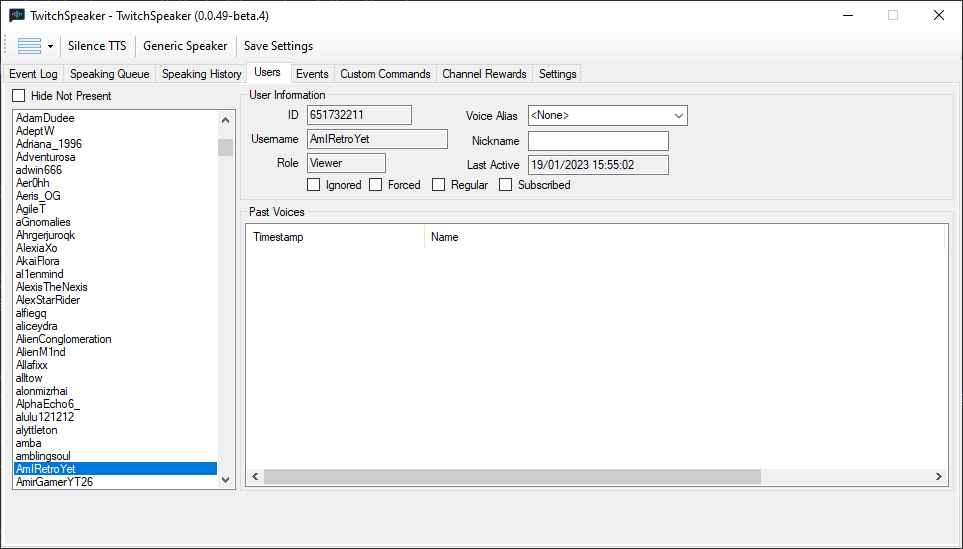 TwitchSpeaker - TwitchSpeaker (0.0.49-beta.4)
Silence TTS Generic Speaker Save Settings
Event Log Speaking Queue Speaking History Users Events Custom Commands Channel Rewards Settings
Hide Not Present
AdamDudee
AdeptW
Adriana_1996
Adventurosa
adwin666
Aer0hh
Aeris_OG
AgileT
aGnomalies
Ahrgerjuroqk
AlexiaXo
AkaiFlora
al1enmind
AlexisTheNexis
AlexStarRider
alfiegq
aliceydra
AlienConglomeration
AlienM1nd
Allafixx
alltow
alonmizrhai
AlphaEcho6_
alulu121212
alyttleton
amba
amblingsoul
AmIRetroYet
AmirGamerYT26
User Information
ID 651732211 Voice Alias <None>
Username AmIRetroYet Nickname
Role Viewer Last Active 19/01/2023 15:55:02
Ignored Forced Regular Subscribed
Past Voices
Timestamp Name